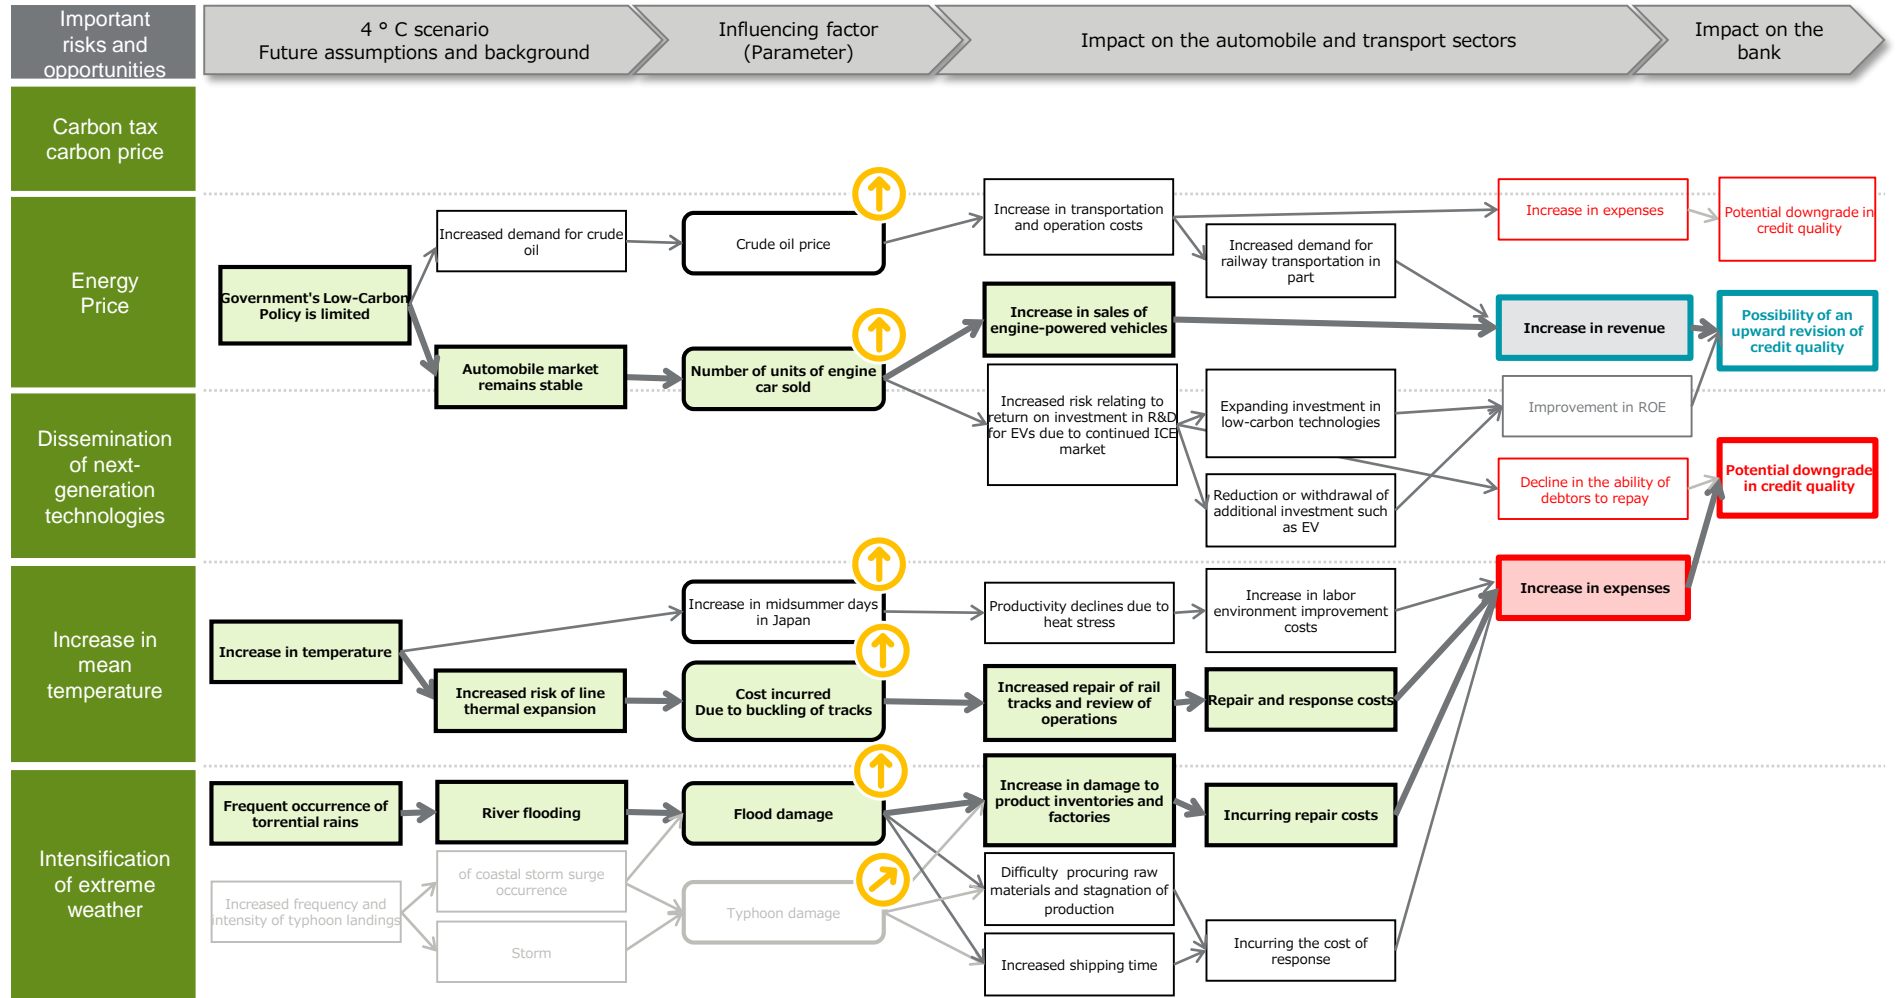 Important
risks and
opportunities
4 ° C scenario
Future assumptions and background
Influencing factor
(Parameter)
Impact on the automobile and transport sectors
Impact on the
bank
Carbon tax
carbon price
Energy
Price
Government's Low-Carbon
Policy is limited
Increased demand for crude
oil
Crude oil price
Increase in transportation
and operation costs
Increased demand for
railway transportation in
part
Increase in expenses
Potential downgrade in
credit quality
Automobile market
remains stable
Number of units of engine
car sold
Increase in sales of
engine-powered vehicles
Increase in revenue
Possibility of an
upward revision of
credit quality
Dissemination
of next-
generation
technologies
Increased risk relating to
return on investment in R&D
for EVs due to continued ICE
market
Expanding investment in
low-carbon technologies
Improvement in ROE
Reduction or withdrawal of
additional investment such
as EV
Decline in the ability of
debtors to repay
Potential downgrade
in credit quality
Increase in
mean
temperature
Increase in temperature
Increase in midsummer days
in Japan
Productivity declines due to
heat stress
Increase in labor
environment improvement
costs
Increase in expenses
Increased risk of line
thermal expansion
Cost incurred
Due to buckling of tracks
Increased repair of rail
tracks and review of
operations
Repair and response costs
Intensification
of extreme
weather
Frequent occurrence of
torrential rains
River flooding
Flood damage
Increase in damage to
product inventories and
factories
Incurring repair costs
Increased frequency and
intensity of typhoon landings
of coastal storm surge
occurrence
Storm
Typhoon damage
Difficulty procuring raw
materials and stagnation of
production
Increased shipping time
Incurring the cost of
response